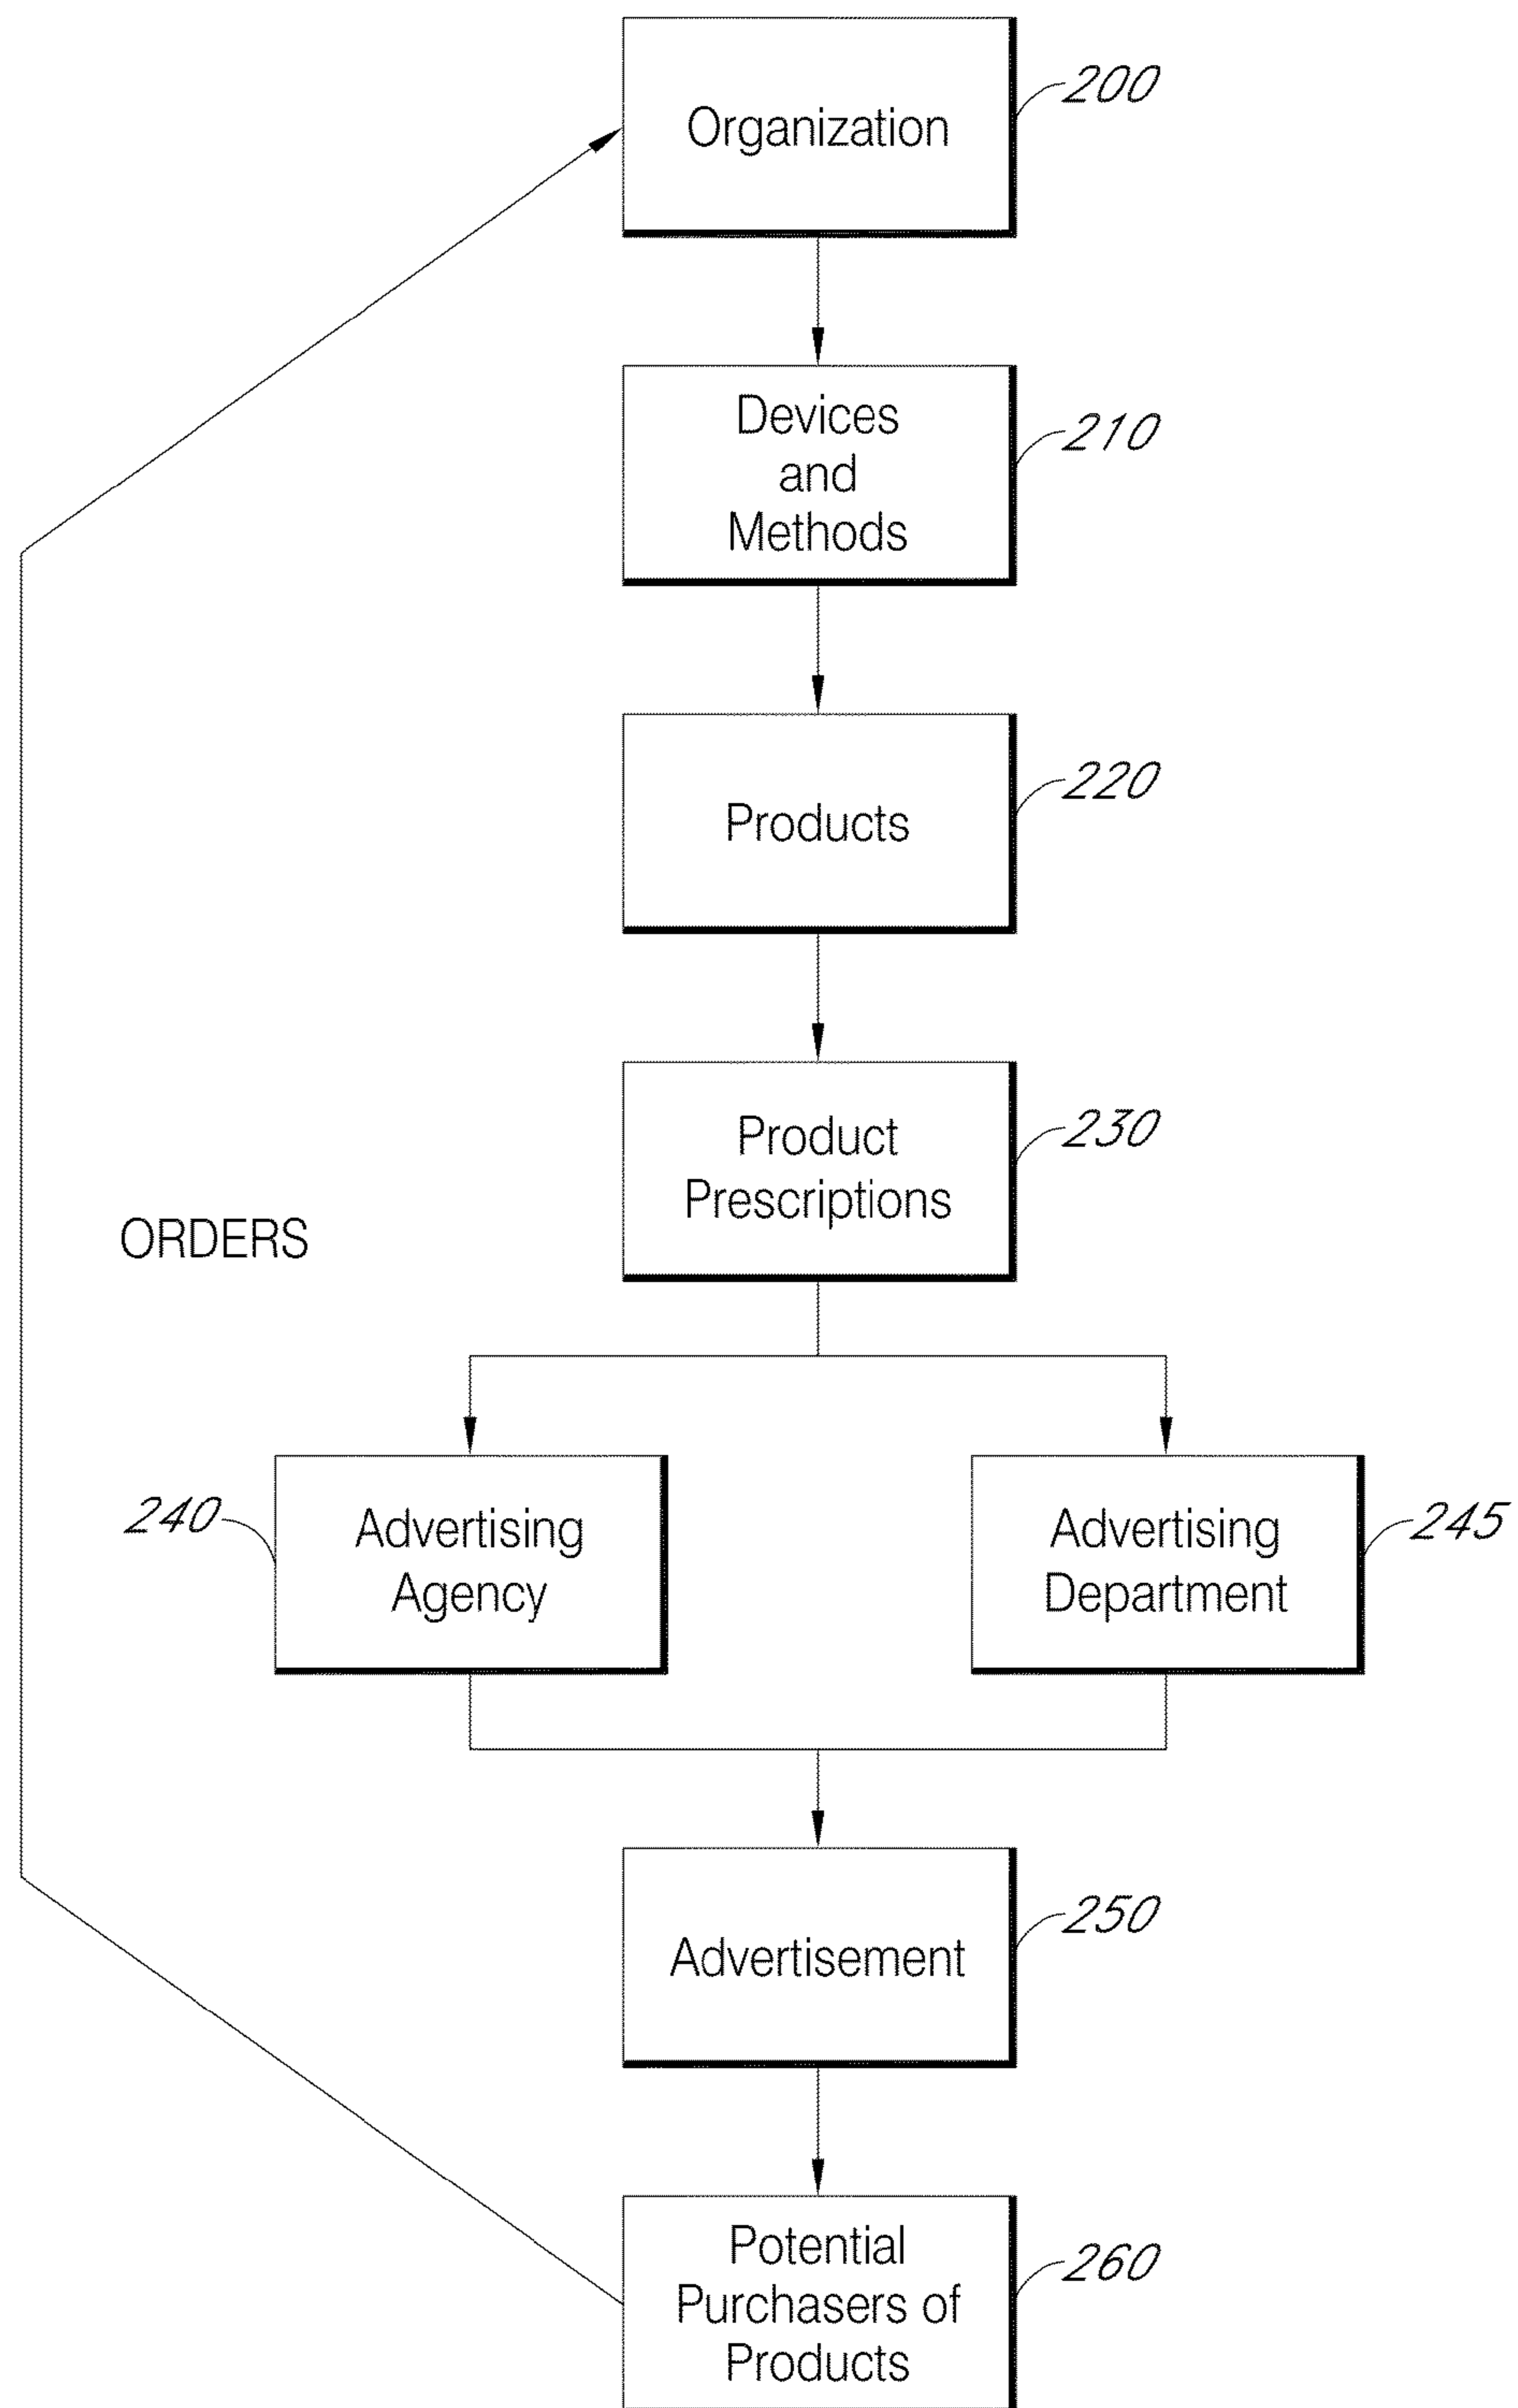 Organization
200
Devices
and
Methods
210
Products
220
Product
Prescriptions
230
ORDERS
240
Advertising
Agency
Advertising
Department
245
Advertisement
250
Potential
Purchasers of
Products
260